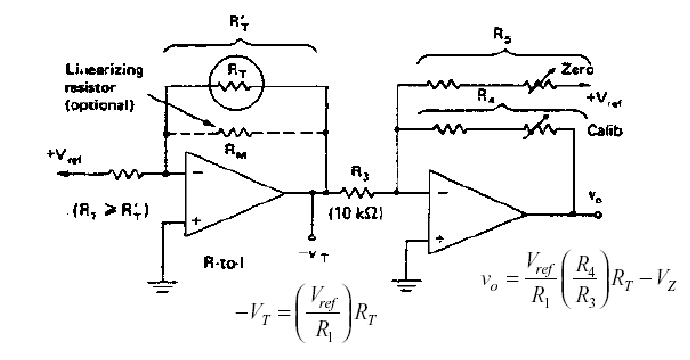 R'T
RT
Linearizing
resistor
(optional)
RM
+Vref
(R1 ≥ R'T)
−
+
R-to-I
−VT
R3
(10 kΩ)
R5
Zero
+Vref
R4
Calib
−
+
vo
−VT = (Vref / R1) RT
vo = Vref / R1 (R4 / R3) RT − VZ